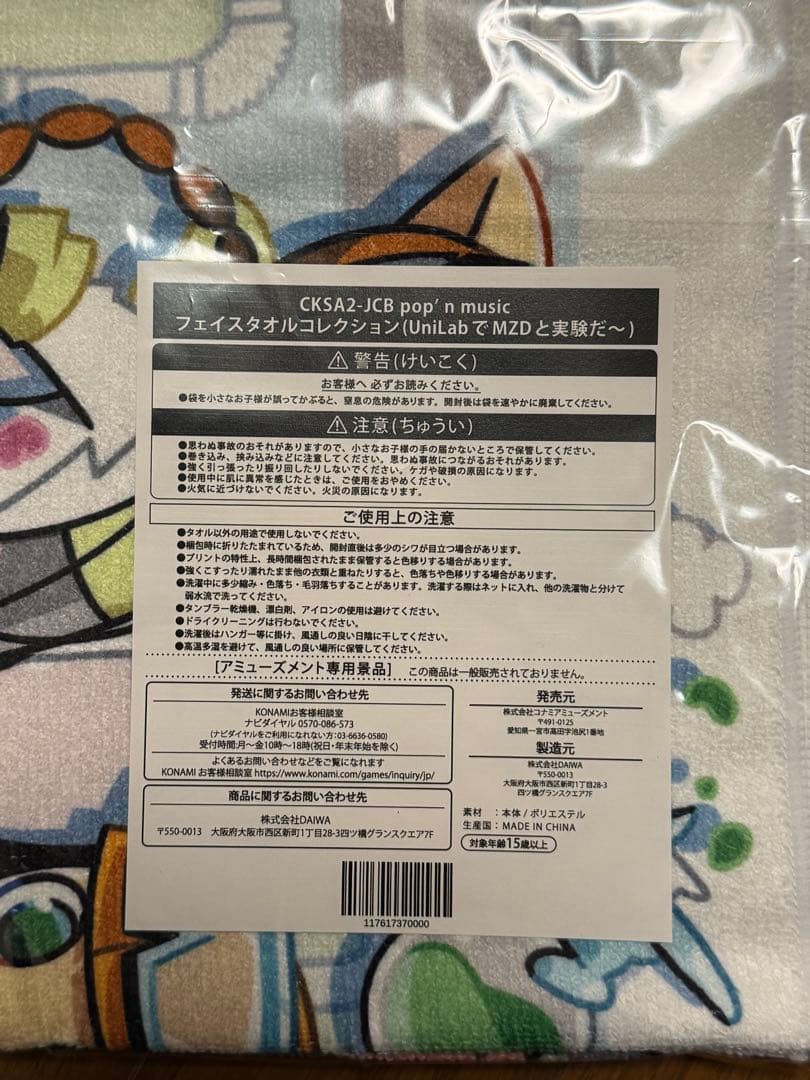 CKSA2-JCB pop'n music
フェイスタオルコレクション(UniLabでMZDと実験だ〜)
⚠警告(けいこく)
お客様へ 必ずお読みください。
●袋を小さなお子様が誤ってかぶると、窒息の危険があります。開封後は袋を速やかに廃棄してください。
⚠注意(ちゅうい)
●思わぬ事故のおそれがありますので、小さなお子様の手の届かないところで保管してください。
●巻き込み、挟み込みなどに注意してください。思わぬ事故につながるおそれがあります。
●強く引っ張ったり振り回したりしないでください。ケガや破損の原因になります。
●使用中に肌に異常を感じたときは、ご使用をおやめください。
●火気に近づけないでください。火災の原因になります。
ご使用上の注意
●タオル以外の用途で使用しないでください。
●梱包時に折りたたまれているため、開封直後は多少のシワが目立つ場合があります。
●プリントの特性上、長時間梱包されたまま保管すると色移りする場合があります。
●強くこすったり濡れたまま他の衣類と重ねたりすると、色落ちや色移りする場合があります。
●洗濯中に多少縮み・色落ち・毛羽落ちすることがあります。洗濯する際はネットに入れ、他の洗濯物と分けて
弱水流で洗ってください。
●タンブラー乾燥機、漂白剤、アイロンの使用は避けてください。
●ドライクリーニングは行わないでください。
●洗濯後はハンガー等に掛け、風通しの良い日陰に干してください。
●高温多湿を避けて、風通しの良い場所に保管してください。
[アミューズメント専用景品] この商品は一般販売されておりません。
発送に関するお問い合わせ先
KONAMIお客様相談室
ナビダイヤル 0570-086-573
(ナビダイヤルをご利用になれない方:03-6636-0580)
受付時間:月〜金10時〜18時(祝日・年末年始を除く)
よくあるお問い合わせなどをご覧になれます
KONAMI お客様相談室 https://www.konami.com/games/inquiry/jp/
商品に関するお問い合わせ先
株式会社DAIWA
〒550-0013 大阪府大阪市西区新町1丁目28-3四ツ橋グランスクエア7F
発売元
株式会社コナミアミューズメント
〒491-0125
愛知県一宮市高田字池尻1番地
製造元
株式会社DAIWA
〒550-0013
大阪府大阪市西区新町1丁目28-3
四ツ橋グランスクエア7F
素材 :本体/ポリエステル
生産国:MADE IN CHINA
対象年齢15歳以上
117617370000